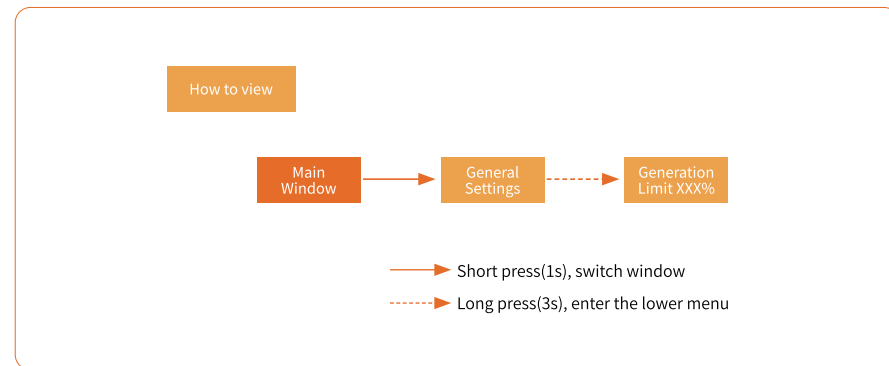 How to view
Main
Window
General
Settings
Generation
Limit XXX%
Short press(1s), switch window
Long press(3s), enter the lower menu